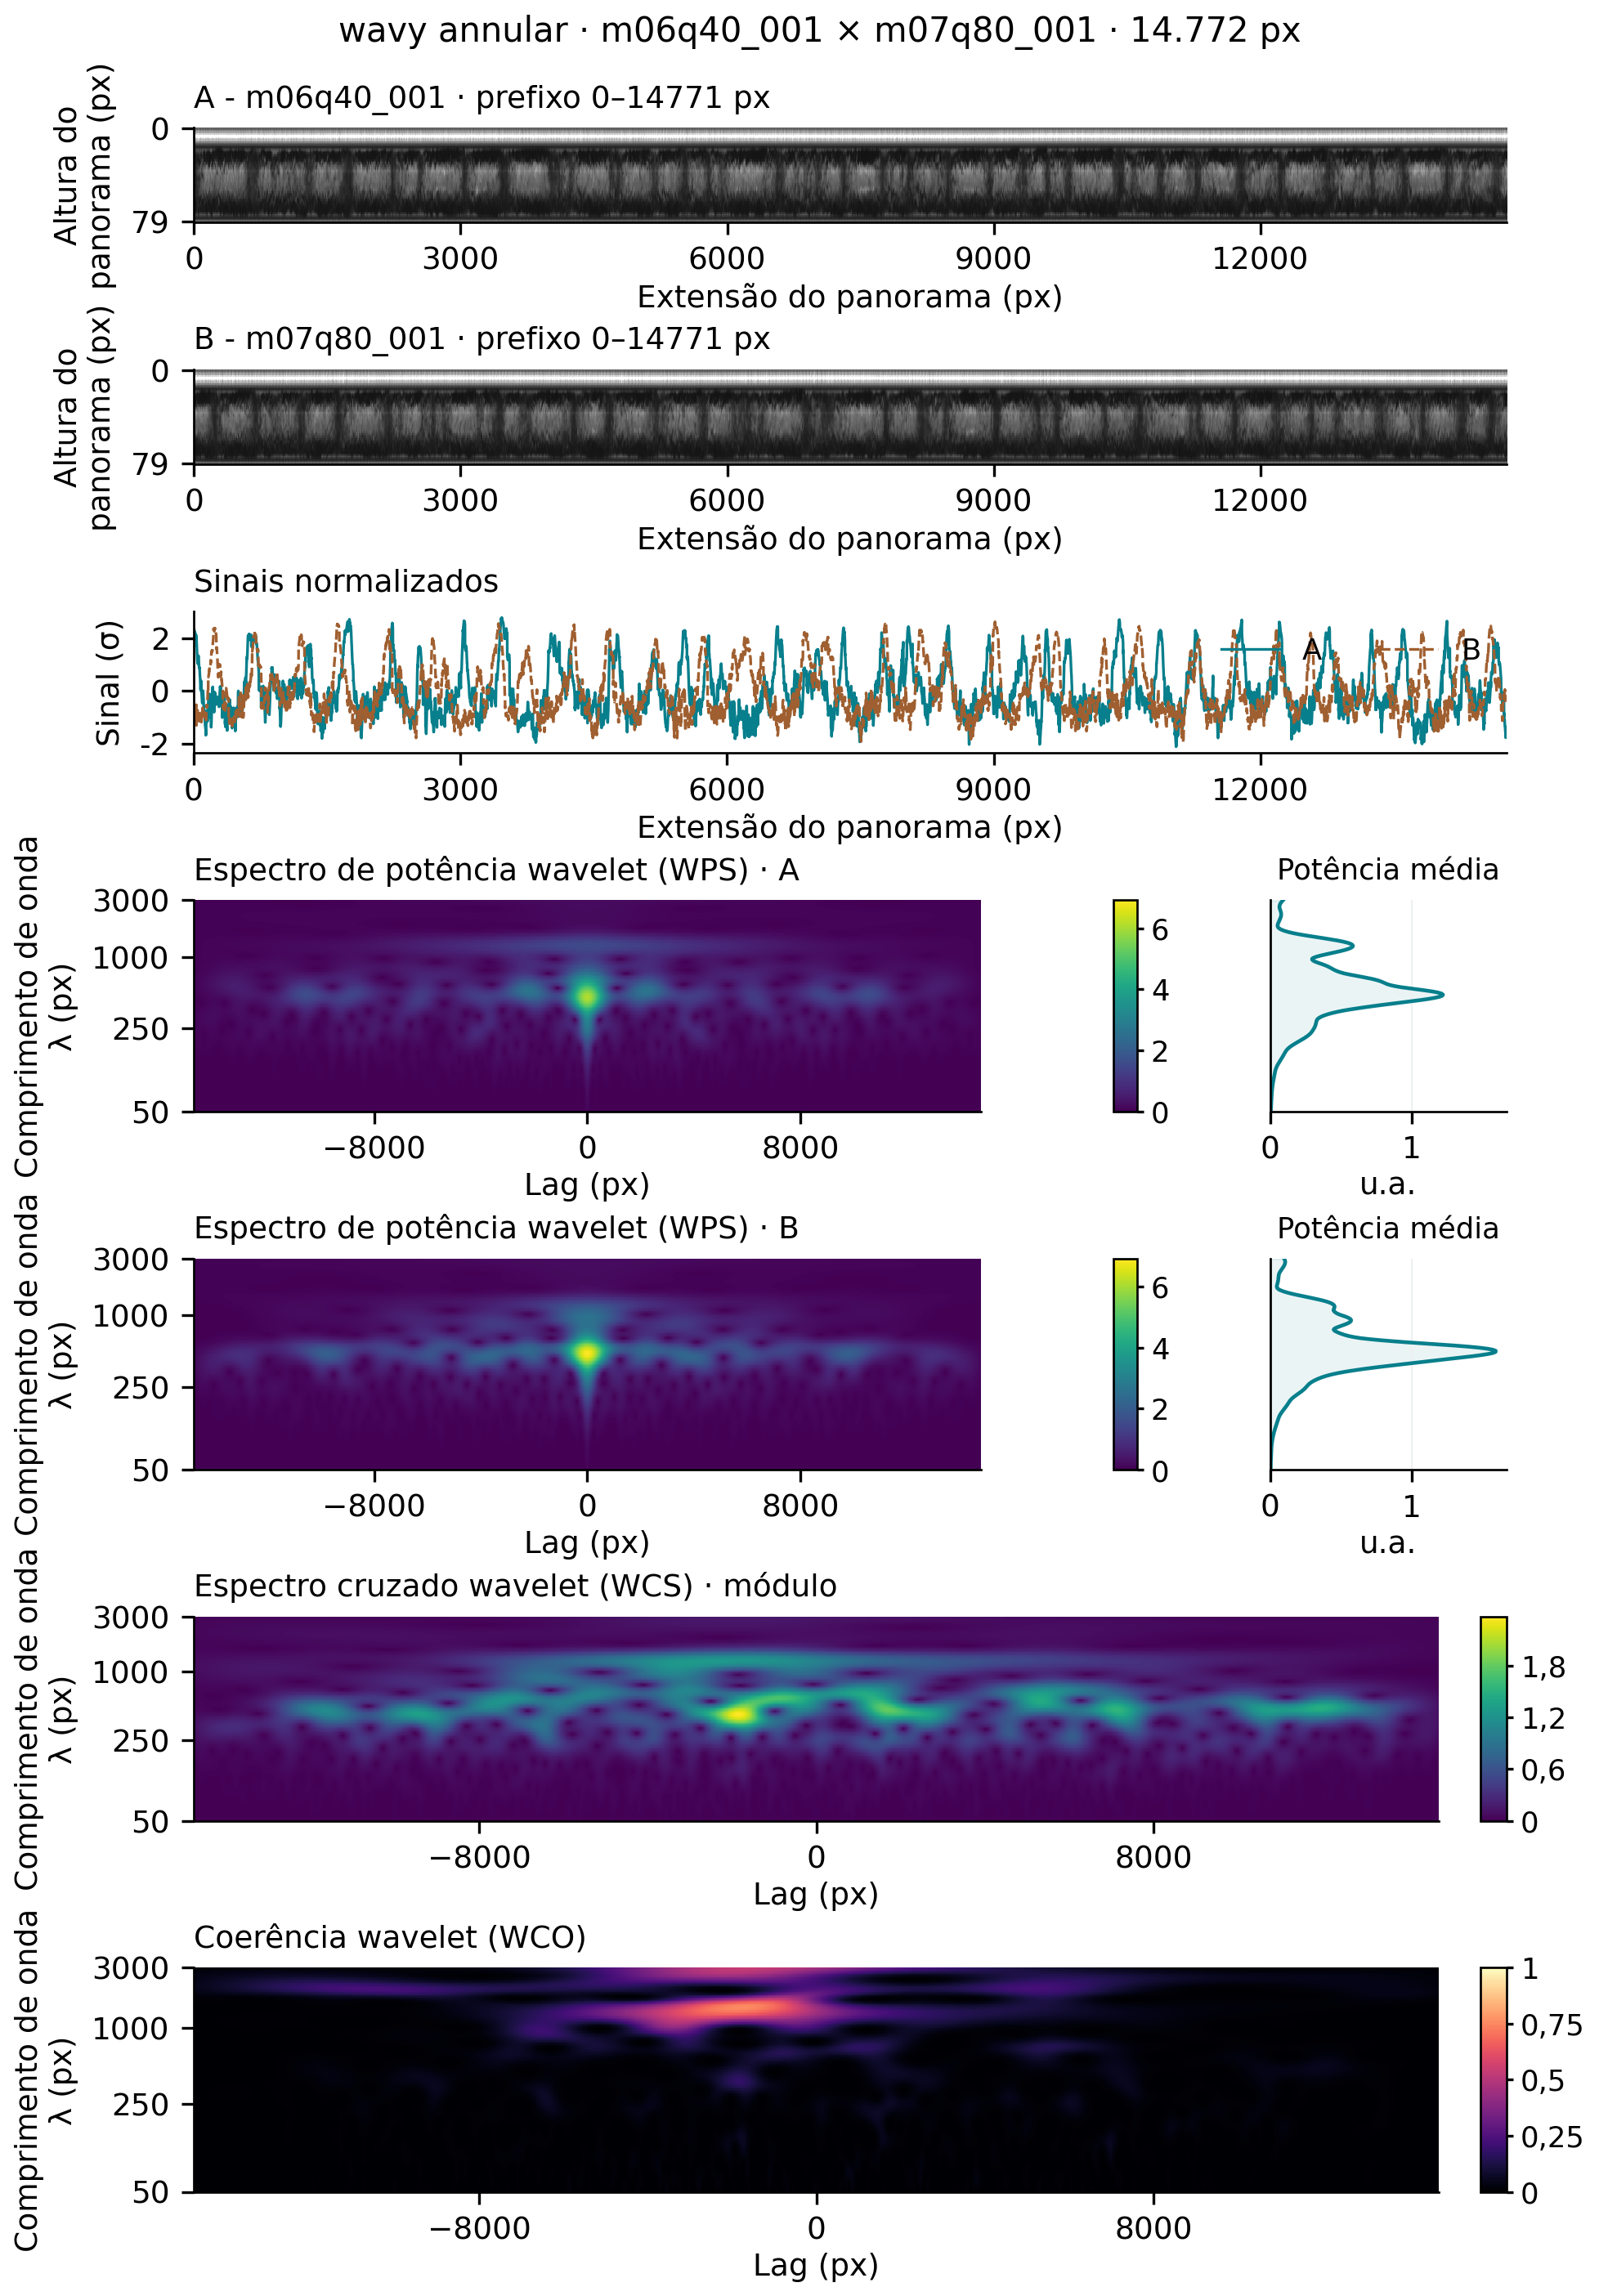 wavy annular · m06q40_001 × m07q80_001 · 14.772 px
A - m06q40_001 · prefixo 0–14771 px
Altura do
panorama (px)
0
79
0 3000 6000 9000 12000
Extensão do panorama (px)
B - m07q80_001 · prefixo 0–14771 px
Altura do
panorama (px)
0
79
0 3000 6000 9000 12000
Extensão do panorama (px)
Sinais normalizados
Sinal (σ)
2
0
-2
A B
0 3000 6000 9000 12000
Extensão do panorama (px)
Espectro de potência wavelet (WPS) · A
Comprimento de onda
λ (px)
3000
1000
250
50
−8000 0 8000
Lag (px)
6
4
2
0
Potência média
0 1
u.a.
Espectro de potência wavelet (WPS) · B
Comprimento de onda
λ (px)
3000
1000
250
50
−8000 0 8000
Lag (px)
6
4
2
0
Potência média
0 1
u.a.
Espectro cruzado wavelet (WCS) · módulo
Comprimento de onda
λ (px)
3000
1000
250
50
−8000 0 8000
Lag (px)
1,8
1,2
0,6
0
Coerência wavelet (WCO)
Comprimento de onda
λ (px)
3000
1000
250
50
−8000 0 8000
Lag (px)
1
0,75
0,5
0,25
0